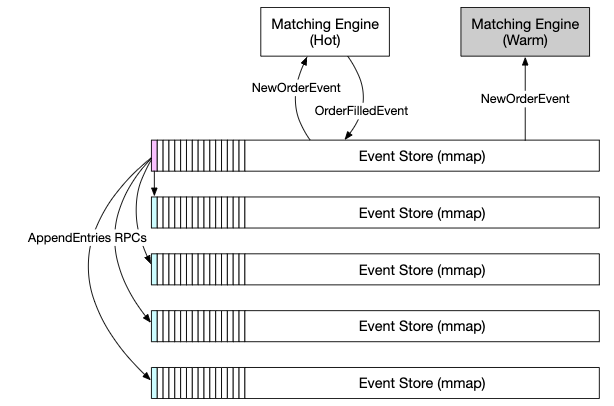 Matching Engine
(Hot)
Matching Engine
(Warm)
NewOrderEvent
OrderFilledEvent
NewOrderEvent
Event Store (mmap)
Event Store (mmap)
AppendEntries RPCs
Event Store (mmap)
Event Store (mmap)
Event Store (mmap)